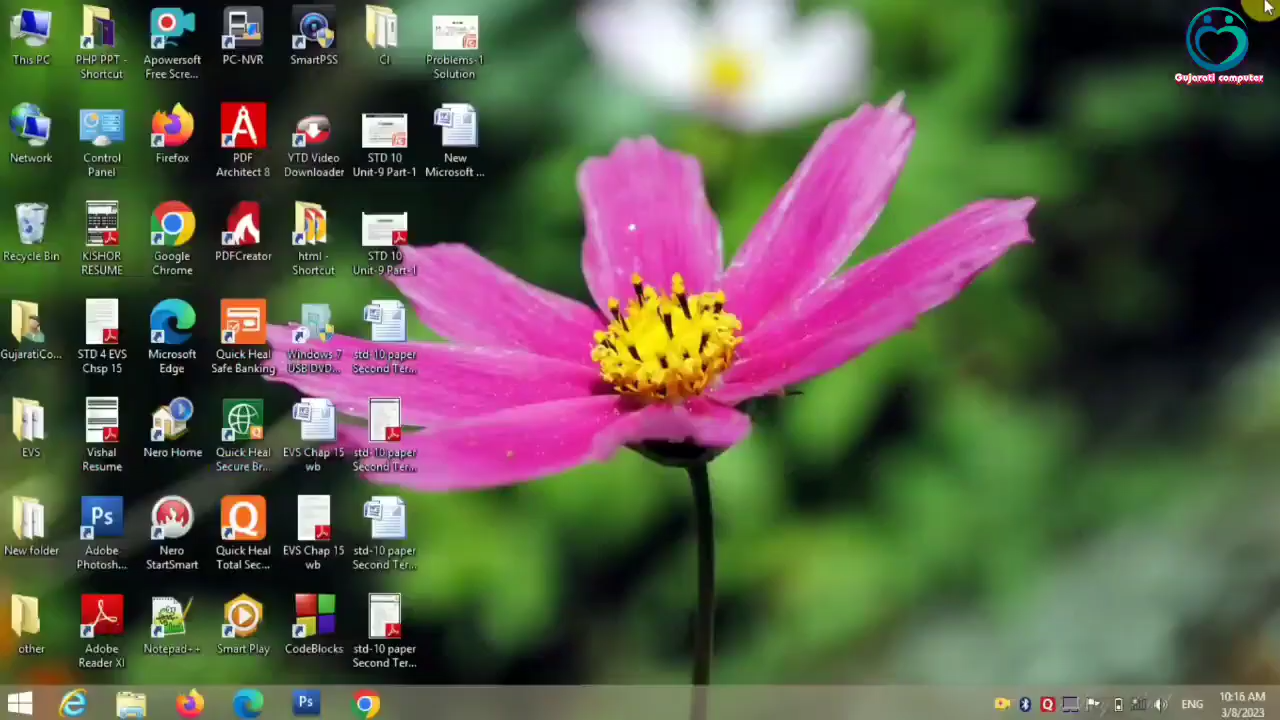 This PC
PHP PPT -
Shortcut
Apowersoft
Free Scre...
PC-NVR
SmartPSS
CI
Problems-1
Solution
Gujarati computer
Network
Control
Panel
Firefox
PDF
Architect 8
YTD Video
Downloader
STD 10
Unit-9 Part-1
New
Microsoft ...
Recycle Bin
KISHOR
RESUME
Google
Chrome
PDFCreator
html -
Shortcut
STD 10
Unit-9 Part-1
GujaratiCo...
STD 4 EVS
Chsp 15
Microsoft
Edge
Quick Heal
Safe Banking
Windows 7
USB DVD...
std-10 paper
Second Ter...
EVS
Vishal
Resume
Nero Home
Quick Heal
Secure Br...
EVS Chap 15
wb
std-10 paper
Second Ter...
New folder
Ps
Adobe
Photosh...
Nero
StartSmart
Quick Heal
Total Sec...
EVS Chap 15
wb
std-10 paper
Second Ter...
other
Adobe
Reader XI
Notepad++
Smart Play
CodeBlocks
std-10 paper
Second Ter...
Ps
ENG
10:16 AM
3/8/2023